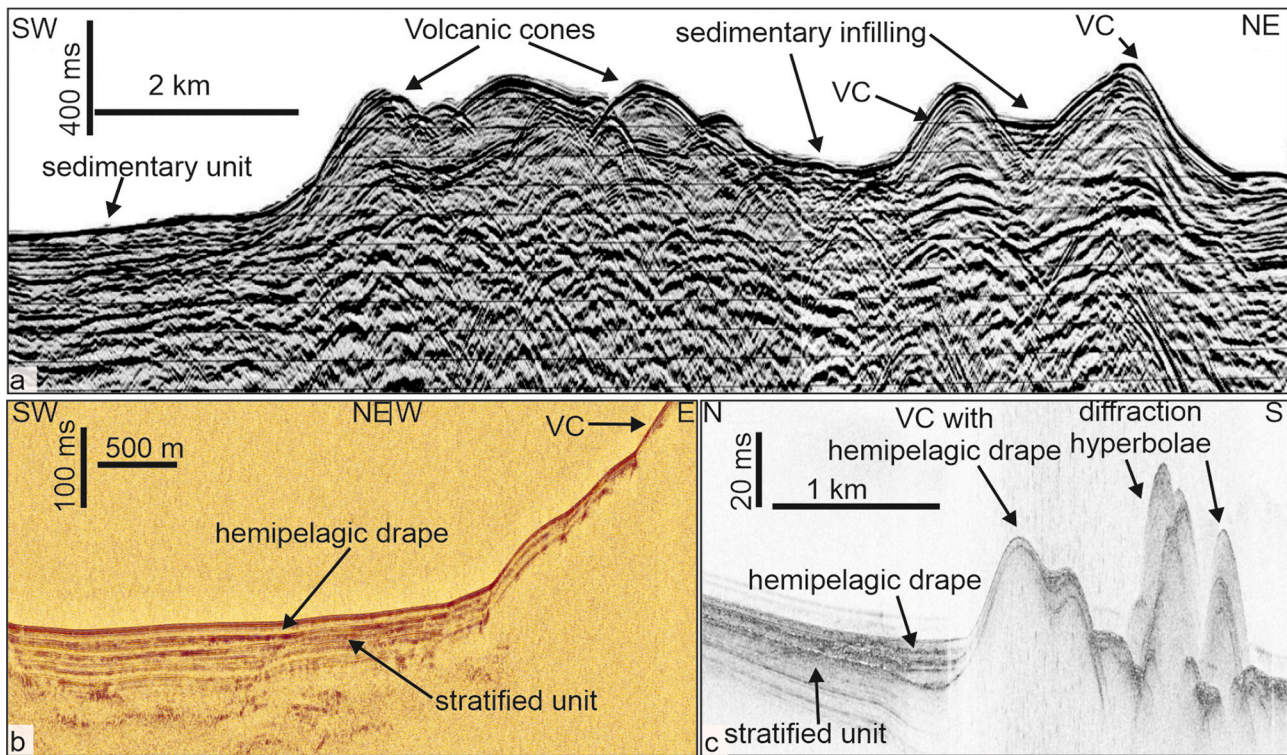 SW
Volcanic cones
sedimentary infilling
VC
NE
400 ms
2 km
VC
sedimentary unit
a
SW
NE|W
VC
E
100 ms
500 m
hemipelagic drape
stratified unit
b
N
VC with
hemipelagic drape
diffraction
hyperbolae
S
20 ms
1 km
hemipelagic drape
stratified unit
c